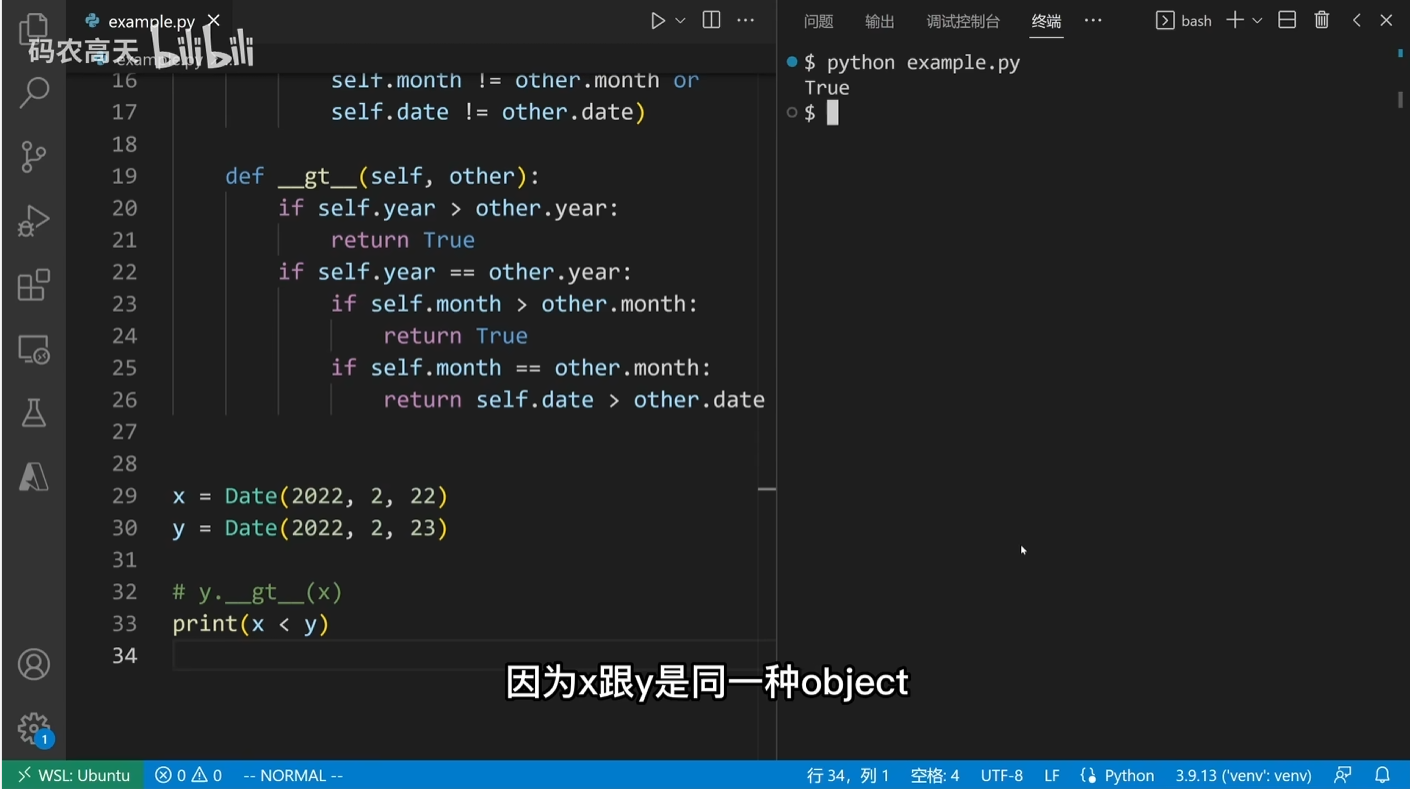 example.py
问题 输出 调试控制台 终端 bash
码农高天 bilibili
example.py
16 self.month != other.month or
17 self.date != other.date)
18
19 def __gt__(self, other):
20 if self.year > other.year:
21 return True
22 if self.year == other.year:
23 if self.month > other.month:
24 return True
25 if self.month == other.month:
26 return self.date > other.date
27
28
29 x = Date(2022, 2, 22)
30 y = Date(2022, 2, 23)
31
32 # y.__gt__(x)
33 print(x < y)
34
$ python example.py
True
$
因为x跟y是同一种object
1
WSL: Ubuntu 0 0 -- NORMAL -- 行 34，列 1 空格: 4 UTF-8 LF Python 3.9.13 ('venv': venv)